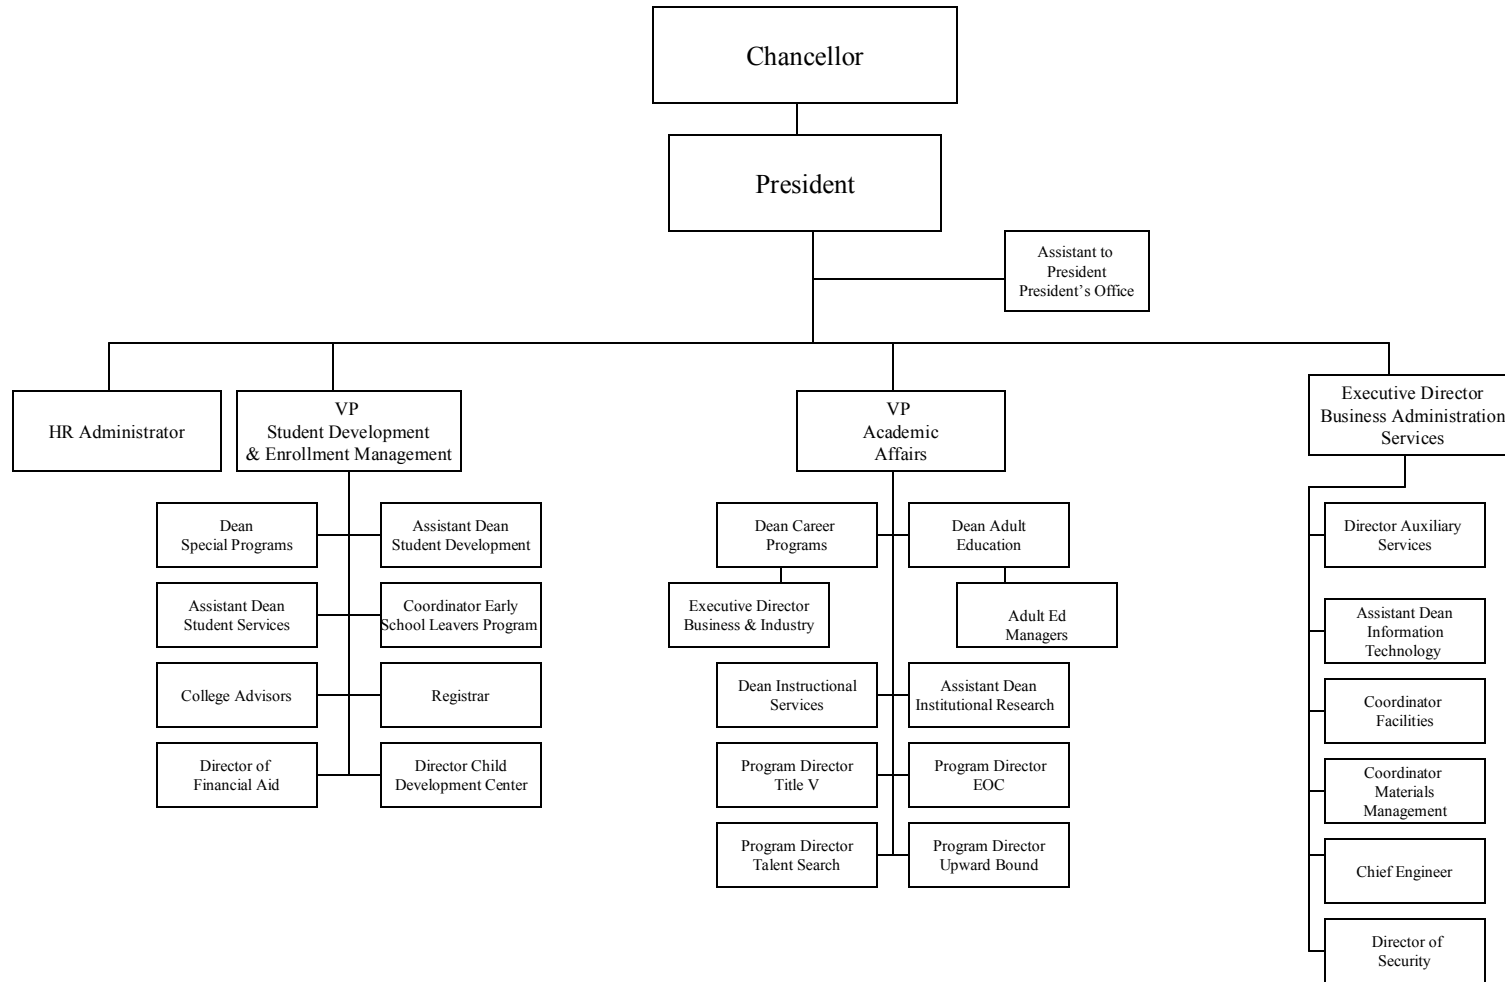 Chancellor
President
Assistant to
President
President’s Office
HR Administrator
VP
Student Development
& Enrollment Management
VP
Academic
Affairs
Executive Director
Business Administration
Services
Dean
Special Programs
Assistant Dean
Student Development
Dean Career
Programs
Dean Adult
Education
Director Auxiliary
Services
Assistant Dean
Student Services
Coordinator Early
School Leavers Program
Executive Director
Business & Industry
Adult Ed
Managers
Assistant Dean
Information
Technology
College Advisors
Registrar
Dean Instructional
Services
Assistant Dean
Institutional Research
Coordinator
Facilities
Director of
Financial Aid
Director Child
Development Center
Program Director
Title V
Program Director
EOC
Coordinator
Materials
Management
Program Director
Talent Search
Program Director
Upward Bound
Chief Engineer
Director of
Security